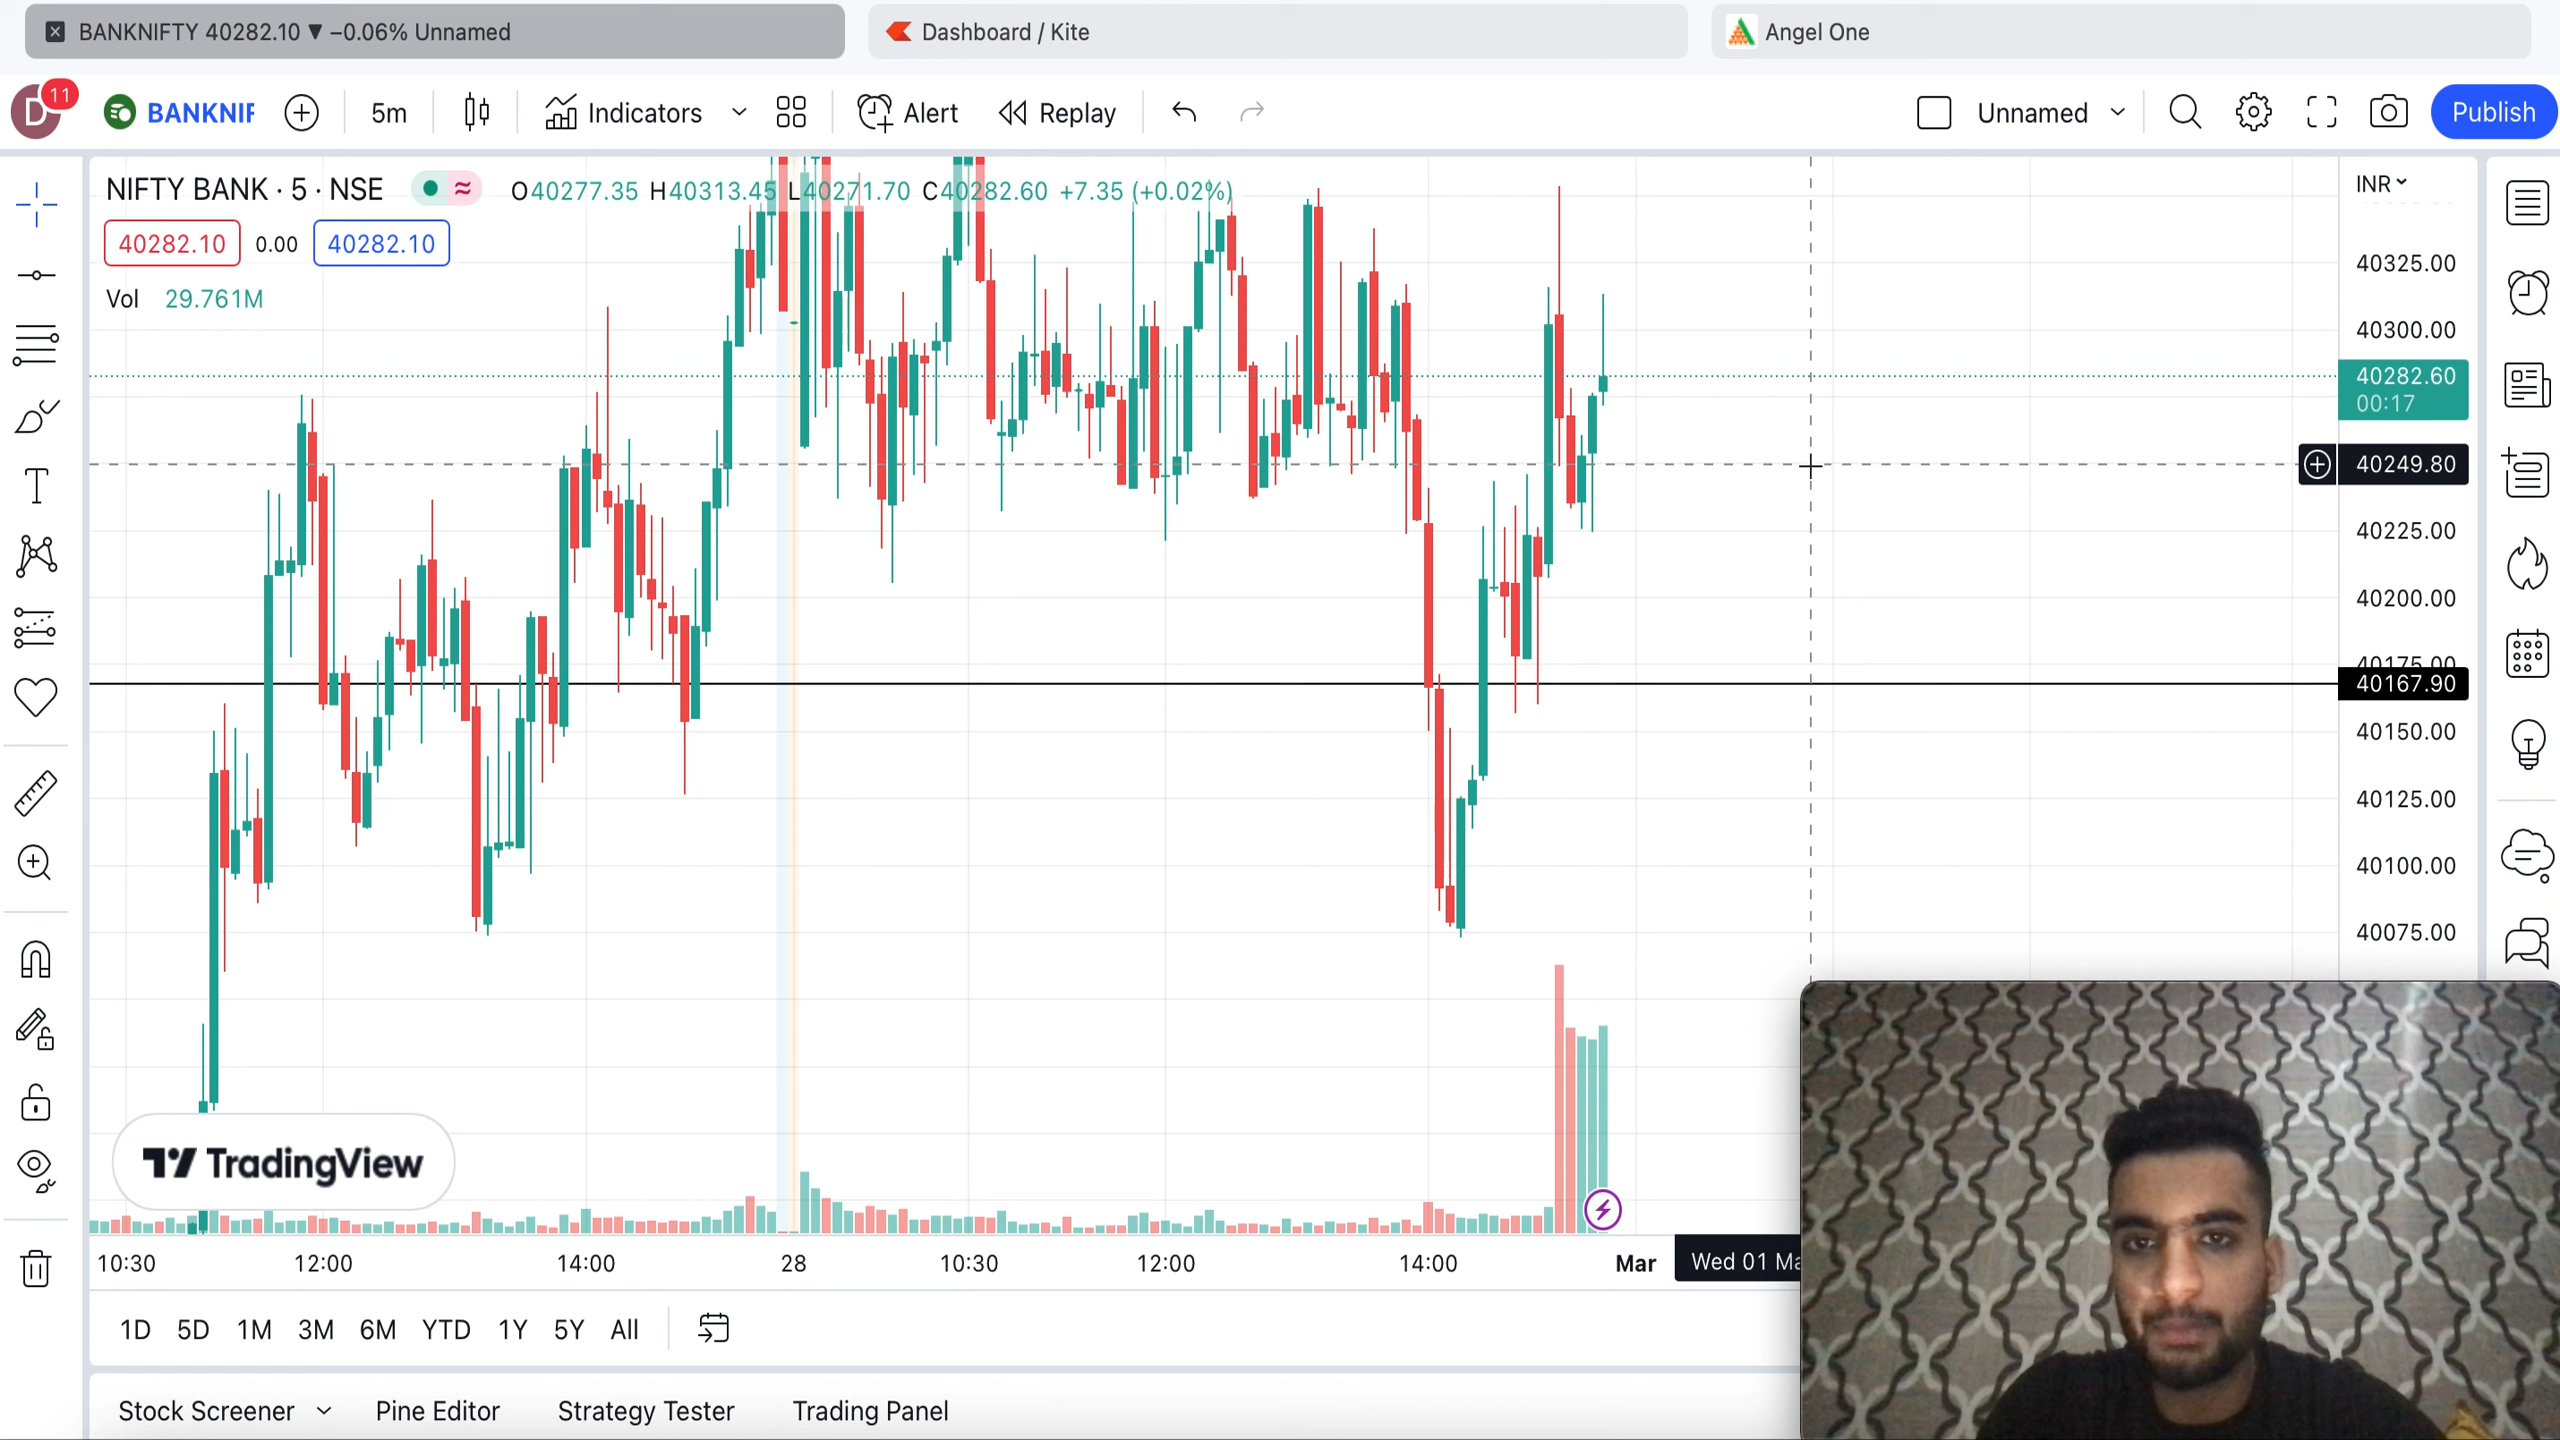 BANKNIFTY 40282.10 ▼ −0.06% Unnamed
Dashboard / Kite
Angel One
D 11
BANKNIF
5m
Indicators
Alert
Replay
Unnamed
Publish
NIFTY BANK · 5 · NSE
O40277.35 H40313.45 L40271.70 C40282.60 +7.35 (+0.02%)
INR
40282.10 0.00 40282.10
Vol 29.761M
40325.00
40300.00
40282.60
00:17
40249.80
40225.00
40200.00
40175.00
40167.90
40150.00
40125.00
40100.00
40075.00
TradingView
10:30 12:00 14:00 28 10:30 12:00 14:00 Mar Wed 01 Ma
1D 5D 1M 3M 6M YTD 1Y 5Y All
Stock Screener Pine Editor Strategy Tester Trading Panel